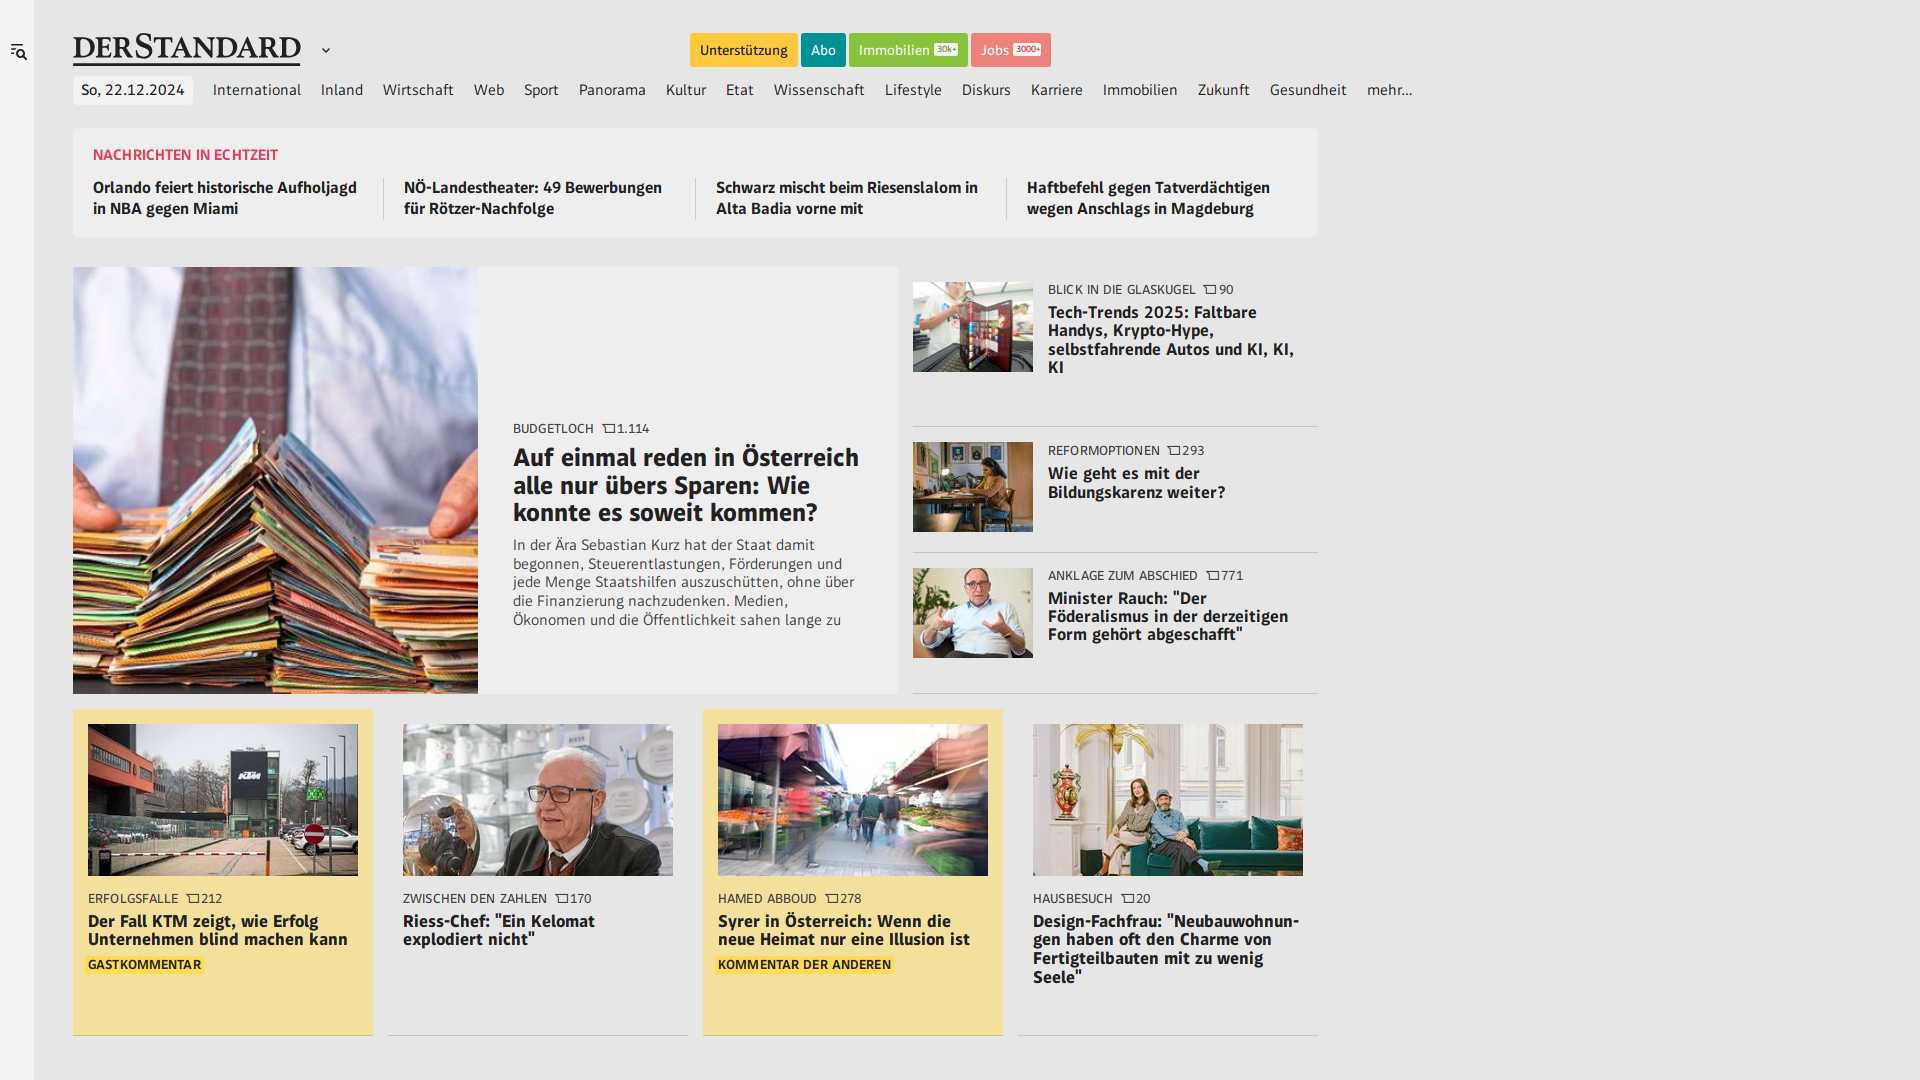 DERSTANDARD
Unterstützung
Abo
Immobilien 30k+
Jobs 3000+
So, 22.12.2024
International
Inland
Wirtschaft
Web
Sport
Panorama
Kultur
Etat
Wissenschaft
Lifestyle
Diskurs
Karriere
Immobilien
Zukunft
Gesundheit
mehr...
NACHRICHTEN IN ECHTZEIT
Orlando feiert historische Aufholjagd
in NBA gegen Miami
NÖ-Landestheater: 49 Bewerbungen
für Rötzer-Nachfolge
Schwarz mischt beim Riesenslalom in
Alta Badia vorne mit
Haftbefehl gegen Tatverdächtigen
wegen Anschlags in Magdeburg
BUDGETLOCH 1.114
Auf einmal reden in Österreich
alle nur übers Sparen: Wie
konnte es soweit kommen?
In der Ära Sebastian Kurz hat der Staat damit
begonnen, Steuerentlastungen, Förderungen und
jede Menge Staatshilfen auszuschütten, ohne über
die Finanzierung nachzudenken. Medien,
Ökonomen und die Öffentlichkeit sahen lange zu
BLICK IN DIE GLASKUGEL 90
Tech-Trends 2025: Faltbare
Handys, Krypto-Hype,
selbstfahrende Autos und KI, KI,
KI
REFORMOPTIONEN 293
Wie geht es mit der
Bildungskarenz weiter?
ANKLAGE ZUM ABSCHIED 771
Minister Rauch: "Der
Föderalismus in der derzeitigen
Form gehört abgeschafft"
KTM
ERFOLGSFALLE 212
Der Fall KTM zeigt, wie Erfolg
Unternehmen blind machen kann
GASTKOMMENTAR
RIESS
ZWISCHEN DEN ZAHLEN 170
Riess-Chef: "Ein Kelomat
explodiert nicht"
HAMED ABBOUD 278
Syrer in Österreich: Wenn die
neue Heimat nur eine Illusion ist
KOMMENTAR DER ANDEREN
HAUSBESUCH 20
Design-Fachfrau: "Neubauwohnun-
gen haben oft den Charme von
Fertigteilbauten mit zu wenig
Seele"